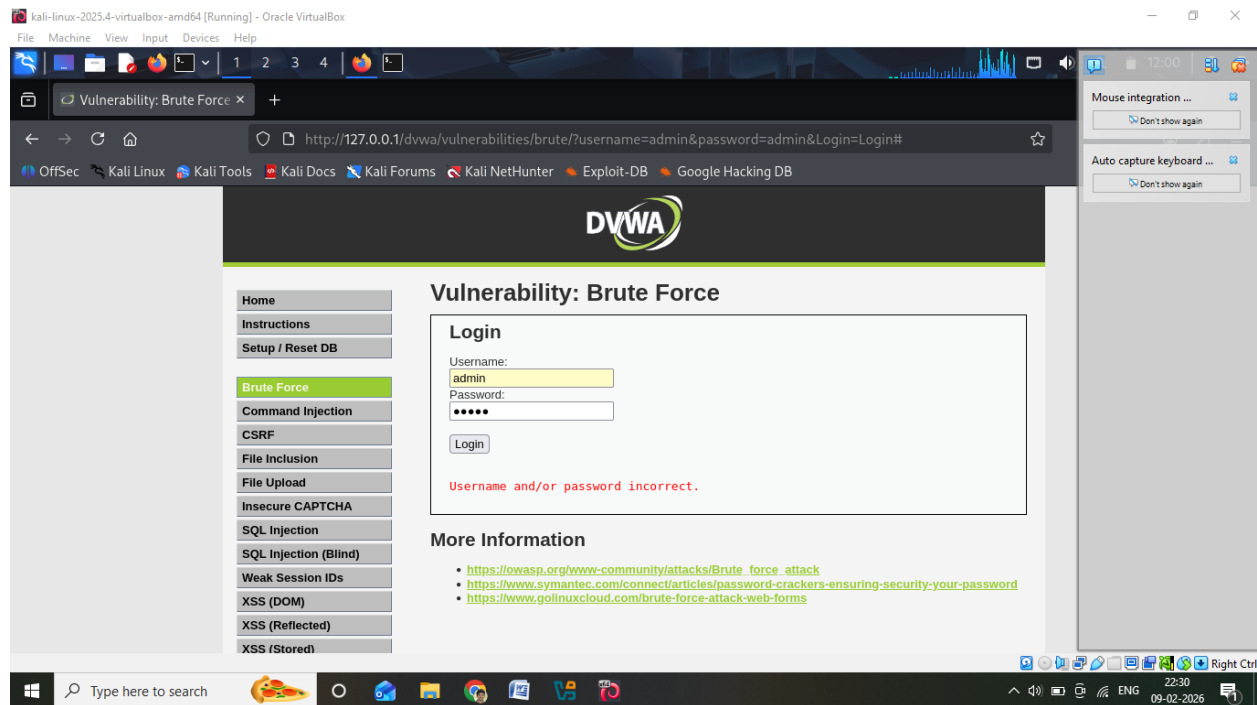 kali-linux-2025.4-virtualbox-amd64 [Running] - Oracle VirtualBox
File Machine View Input Devices Help
1 2 3 4
12:00
Vulnerability: Brute Force
http://127.0.0.1/dvwa/vulnerabilities/brute/?username=admin&password=admin&Login=Login#
OffSec Kali Linux Kali Tools Kali Docs Kali Forums Kali NetHunter Exploit-DB Google Hacking DB
Mouse integration ...
Don't show again
Auto capture keyboard ...
Don't show again
DVWA
Home
Instructions
Setup / Reset DB
Brute Force
Command Injection
CSRF
File Inclusion
File Upload
Insecure CAPTCHA
SQL Injection
SQL Injection (Blind)
Weak Session IDs
XSS (DOM)
XSS (Reflected)
XSS (Stored)
Vulnerability: Brute Force
Login
Username:
admin
Password:
•••••
Login
Username and/or password incorrect.
More Information
• https://owasp.org/www-community/attacks/Brute_force_attack
• https://www.symantec.com/connect/articles/password-crackers-ensuring-security-your-password
• https://www.golinuxcloud.com/brute-force-attack-web-forms
Right Ctrl
Type here to search
ENG
22:30
09-02-2026
1